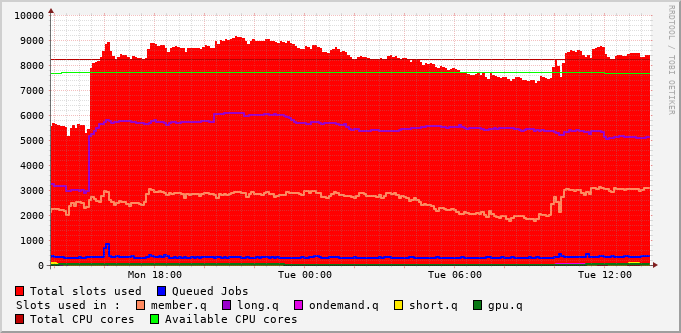 10000
9000
8000
7000
6000
5000
4000
3000
2000
1000
0
Mon 18:00 Tue 00:00 Tue 06:00 Tue 12:00
Total slots used Queued Jobs
Slots used in : member.q long.q ondemand.q short.q gpu.q
Total CPU cores Available CPU cores
RRDTOOL / TOBI OETIKER